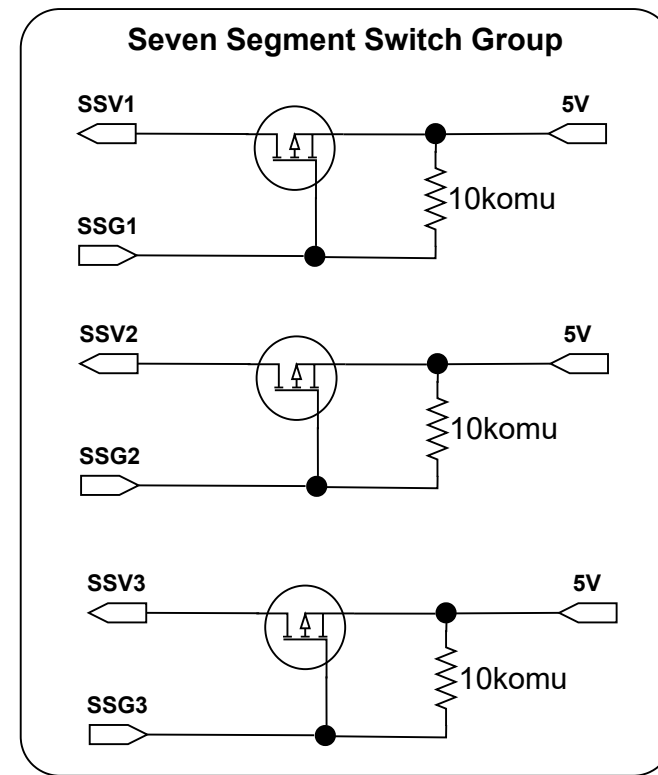 Seven Segment Switch Group
SSV1 5V
10komu
SSG1
SSV2 5V
10komu
SSG2
SSV3 5V
10komu
SSG3